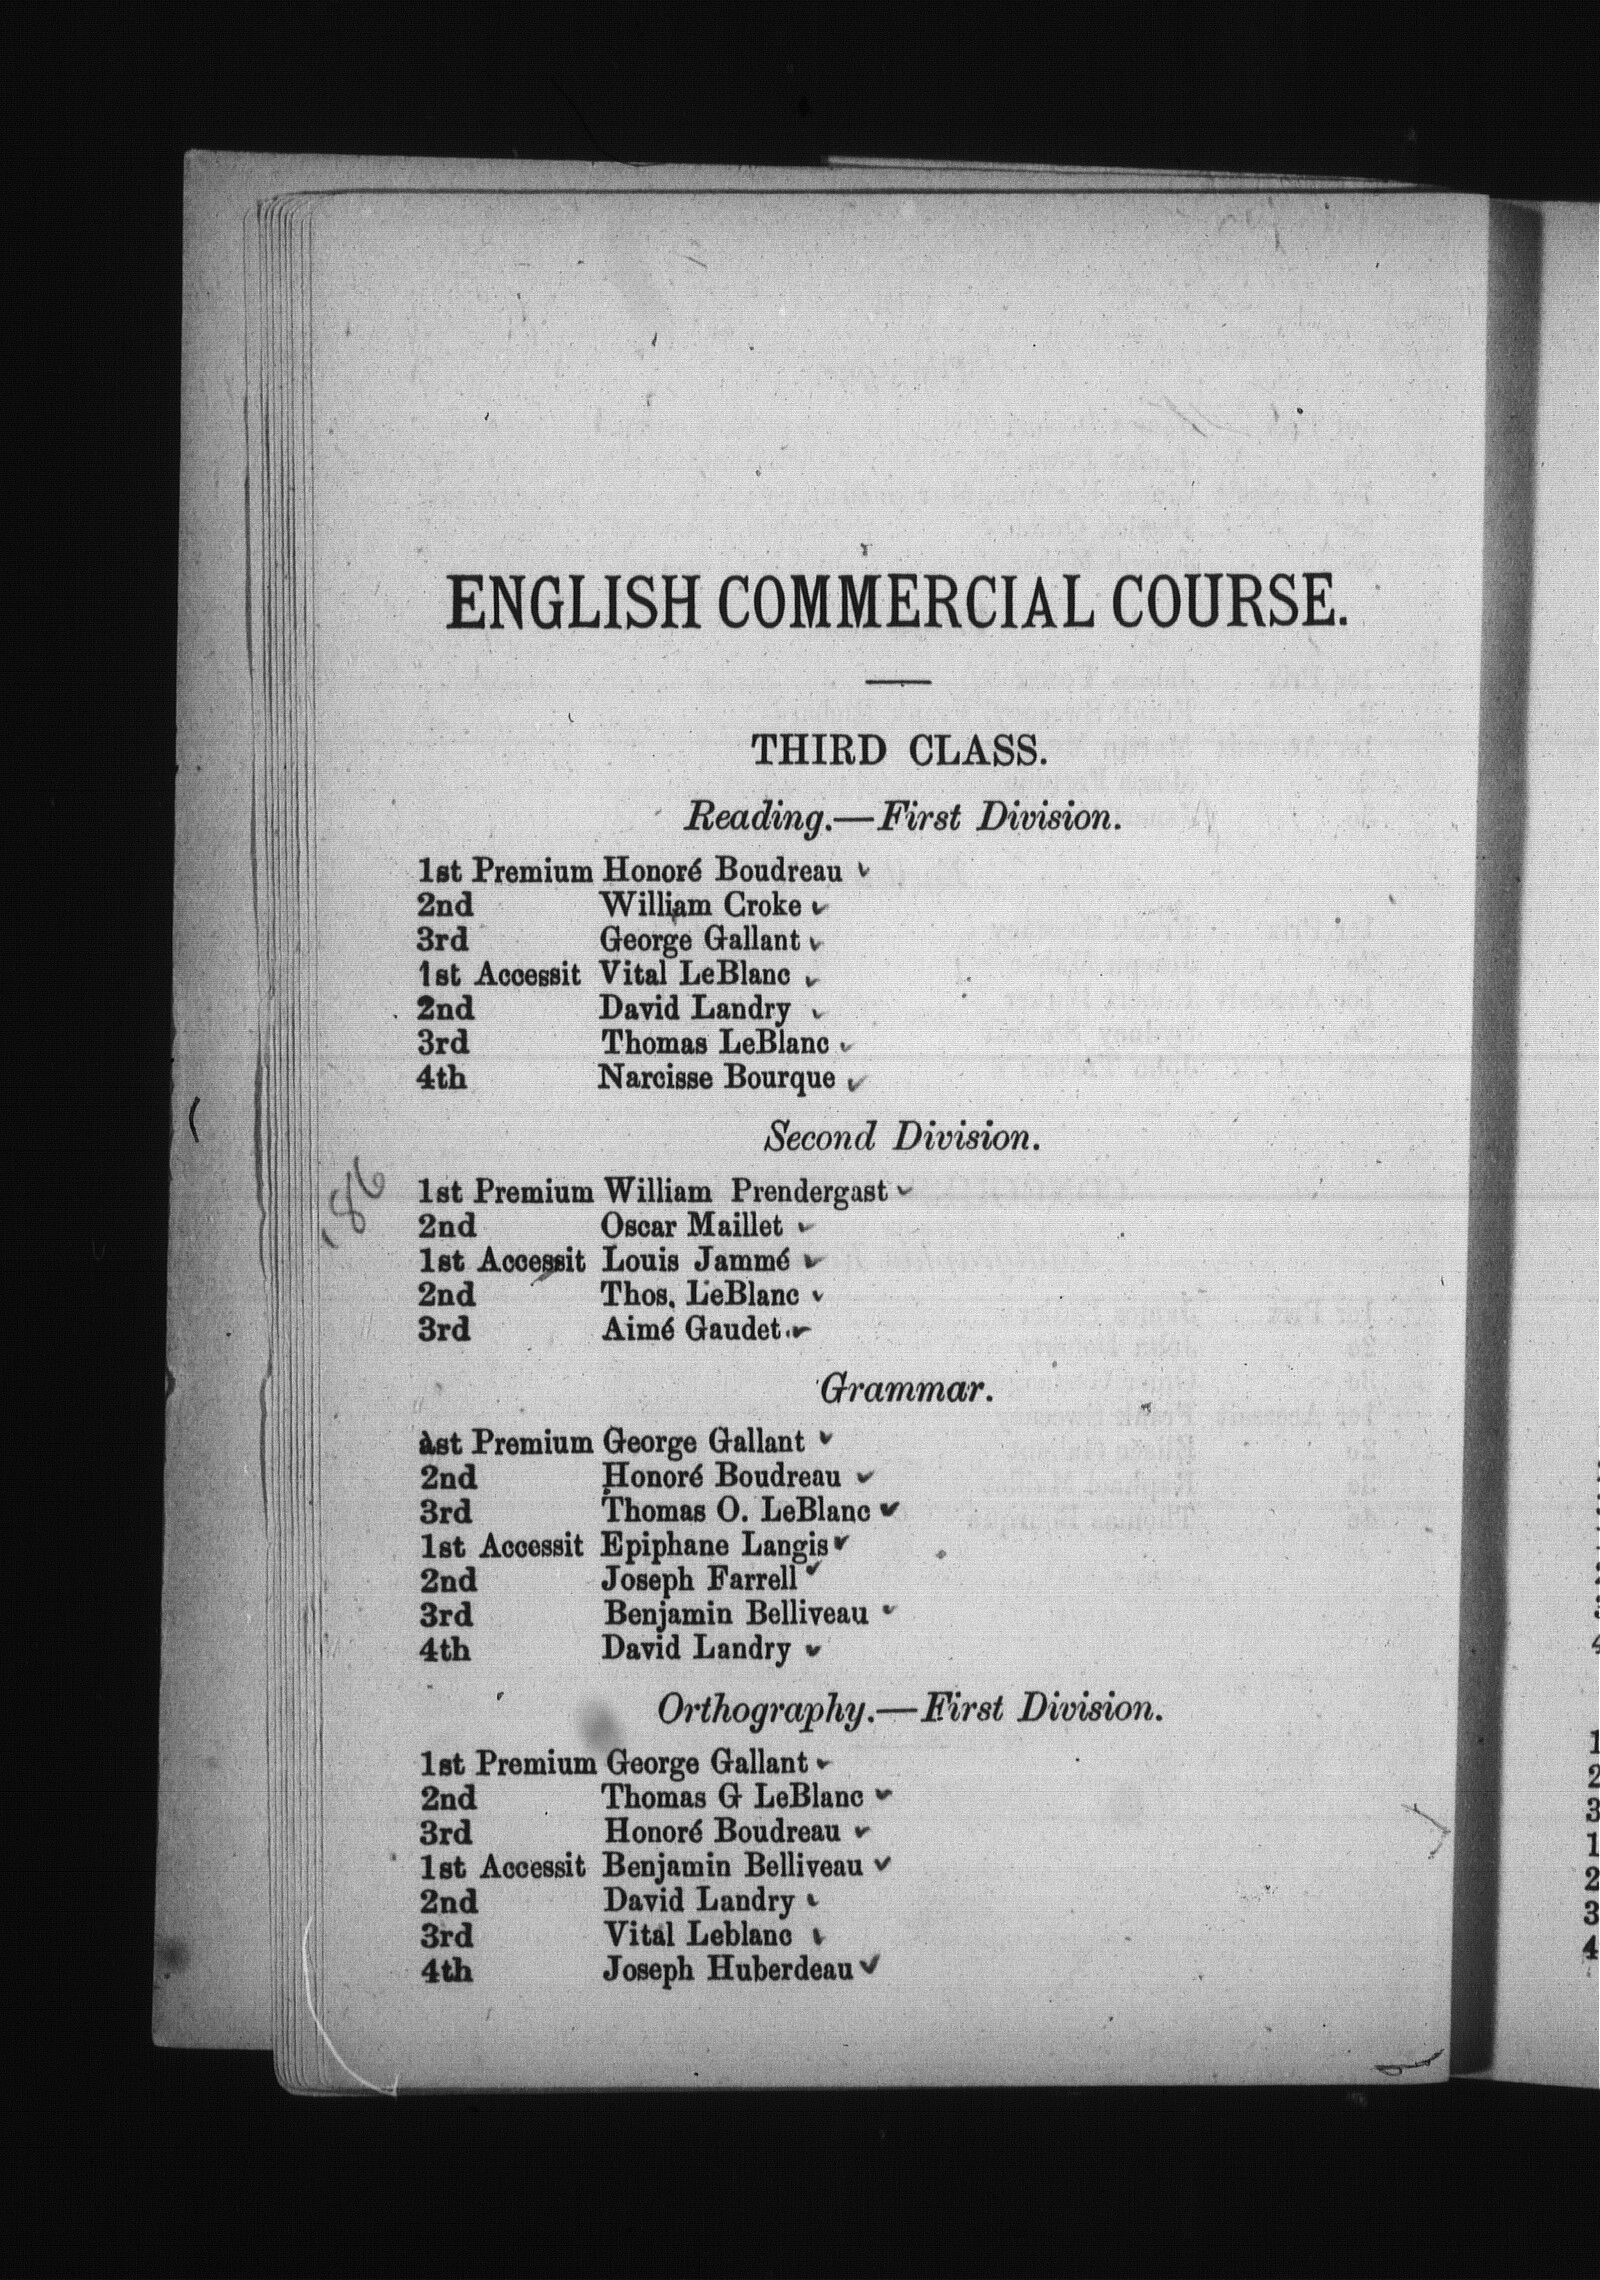 ENGLISH COMMERCIAL COURSE.
THIRD CLASS.
Reading.—First Division.
1st Premium Honoré Boudreau
2nd William Croke
3rd George Gallant
1st Accessit Vital LeBlanc
2nd David Landry
3rd Thomas LeBlanc
4th Narcisse Bourque
Second Division.
1st Premium William Prendergast
2nd Oscar Maillet
1st Accessit Louis Jammé
2nd Thos. LeBlanc
3rd Aimé Gaudet
Grammar.
1st Premium George Gallant
2nd Honoré Boudreau
3rd Thomas O. LeBlanc
1st Accessit Epiphane Langis
2nd Joseph Farrell
3rd Benjamin Belliveau
4th David Landry
Orthography.—First Division.
1st Premium George Gallant
2nd Thomas G LeBlanc
3rd Honoré Boudreau
1st Accessit Benjamin Belliveau
2nd David Landry
3rd Vital Leblanc
4th Joseph Huberdeau